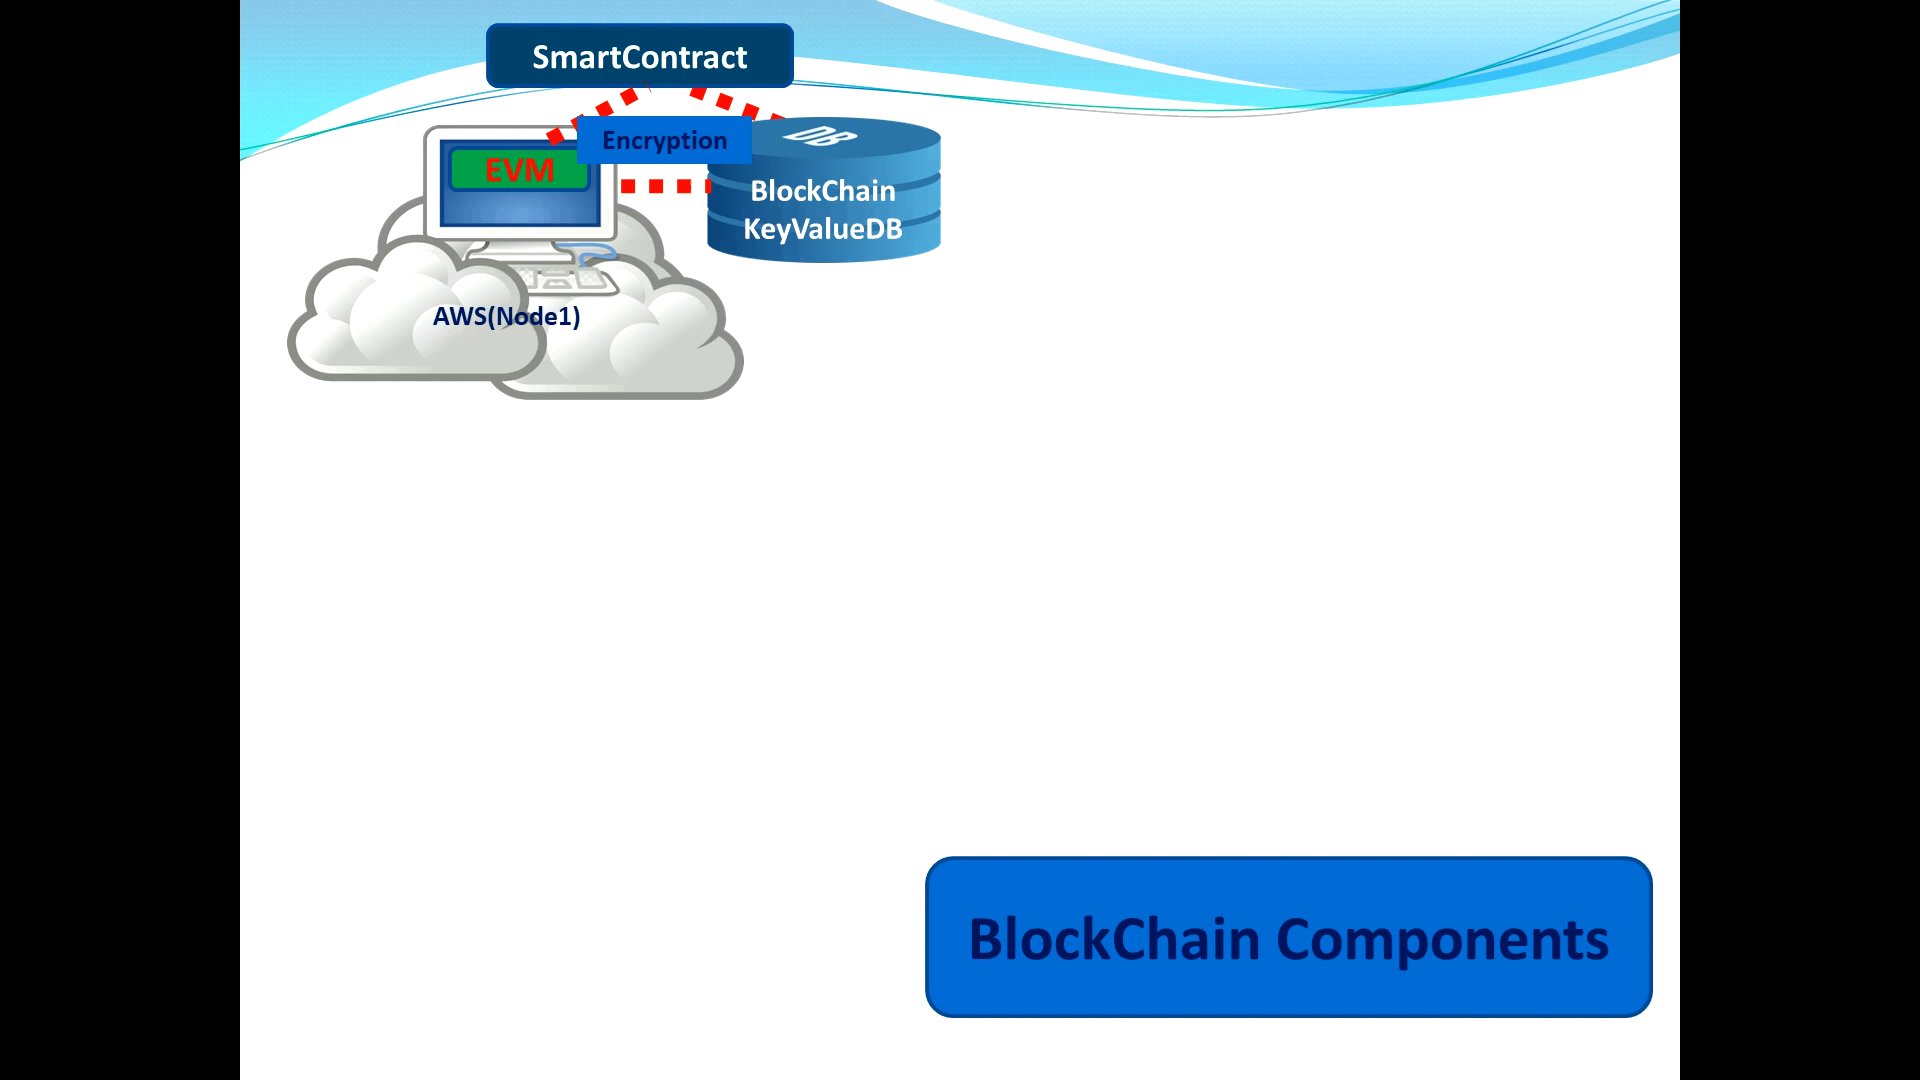 SmartContract
Encryption
EVM
DB
BlockChain
KeyValueDB
AWS(Node1)
BlockChain Components